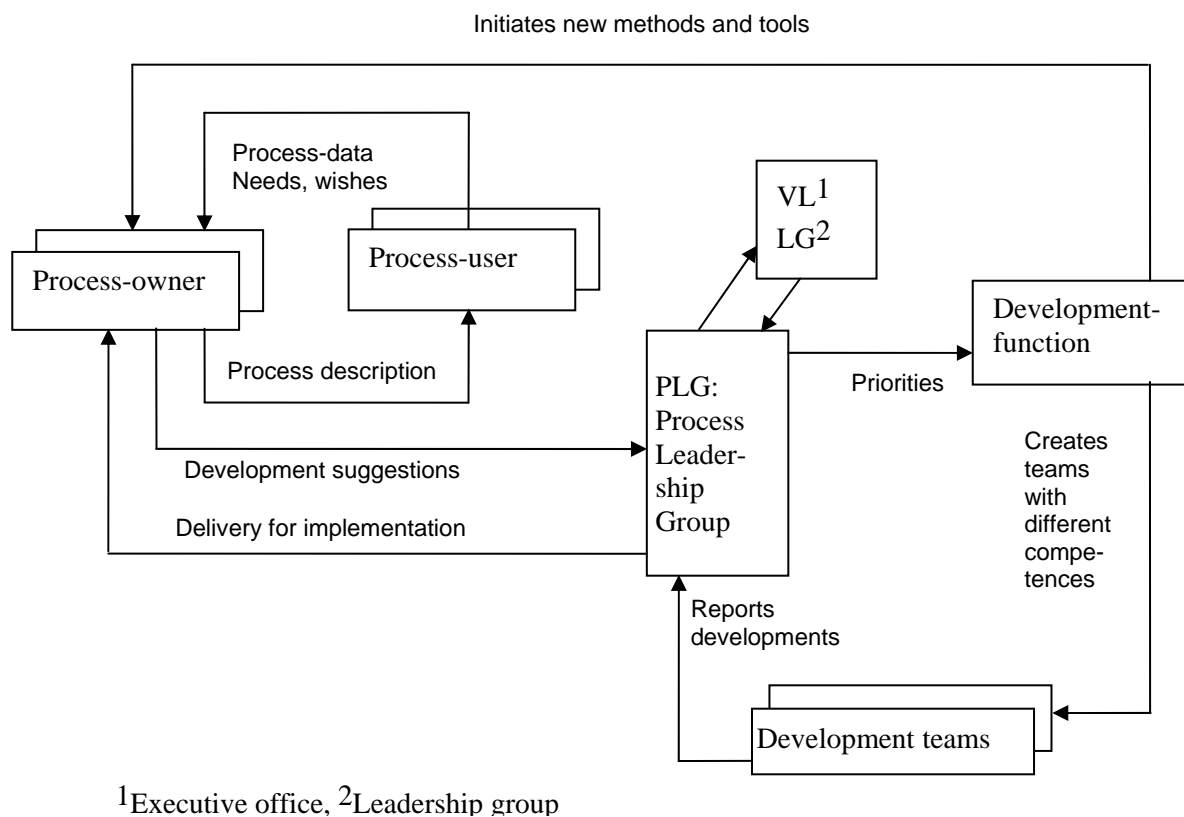 Initiates new methods and tools
Process-data
Needs, wishes
VL1
LG2
Process-owner
Process-user
Development-
function
Process description
Priorities
PLG:
Process
Leader-
ship
Group
Development suggestions
Delivery for implementation
Creates
teams
with
different
compe-
tences
Reports
developments
Development teams
1Executive office, 2Leadership group